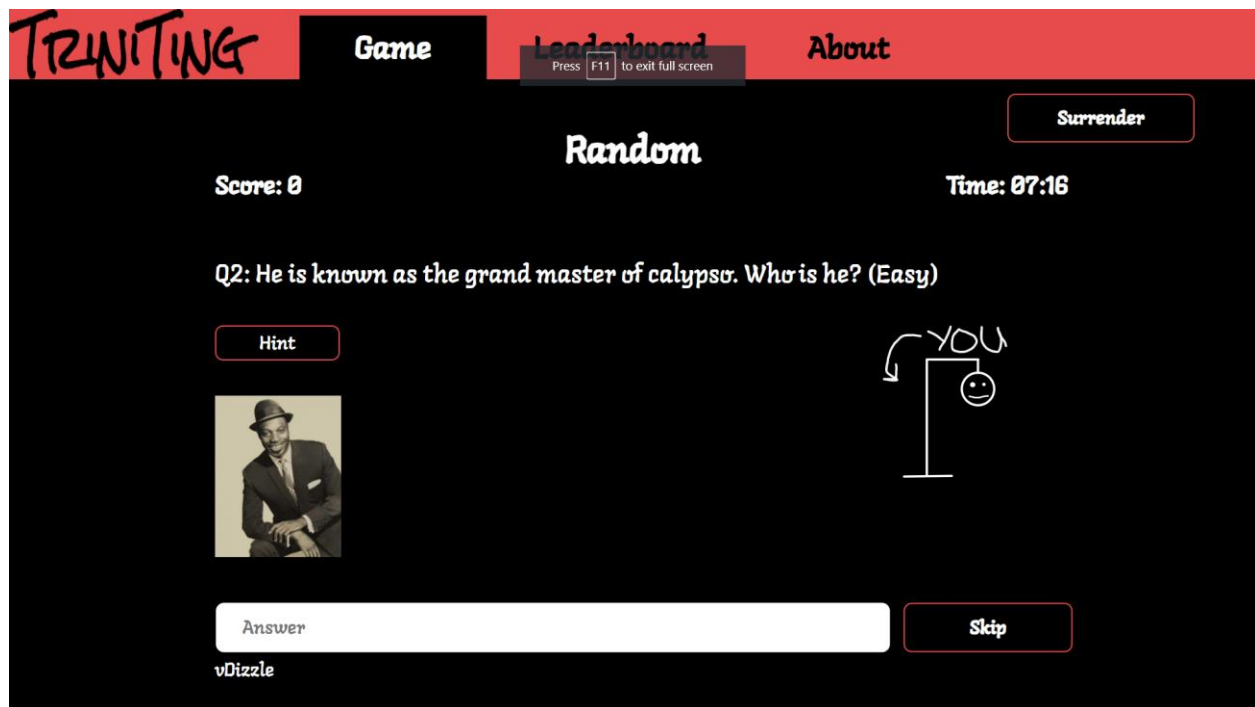 TRINITING Game Leaderboard About
Press F11 to exit full screen
Surrender
Random
Score: 0 Time: 07:16
Q2: He is known as the grand master of calypso. Who is he? (Easy)
Hint
YOU
Answer Skip
vDizzle